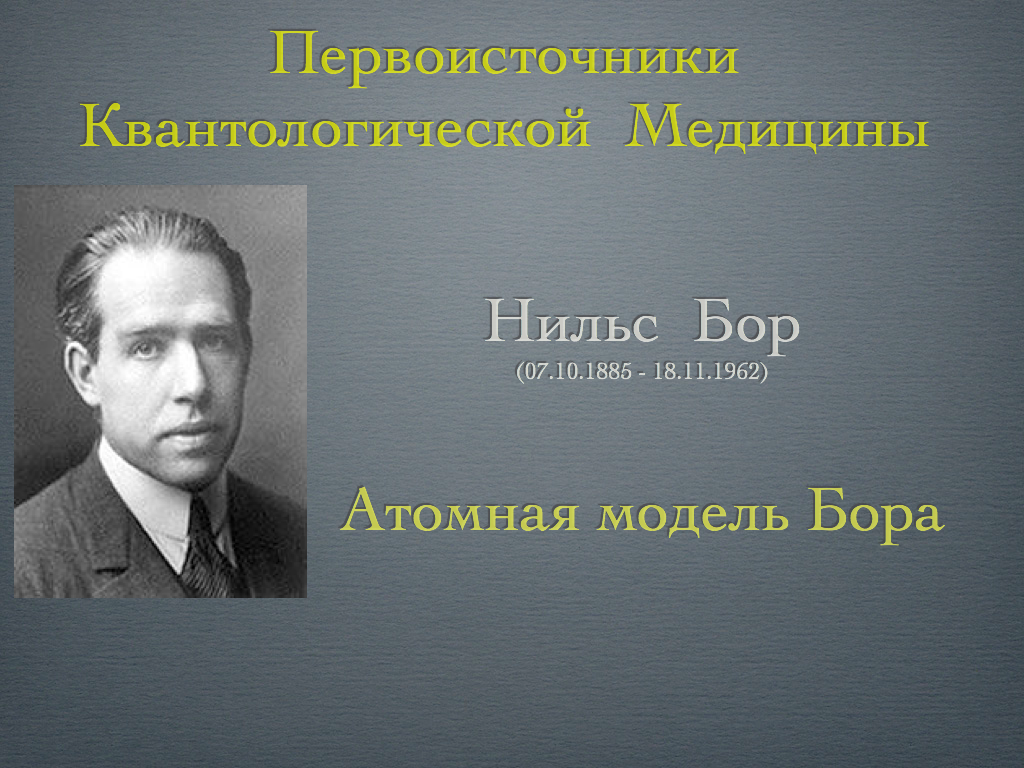 Первоисточники
Квантологической Медицины
Нильс Бор
(07.10.1885 - 18.11.1962)
Атомная модель Бора